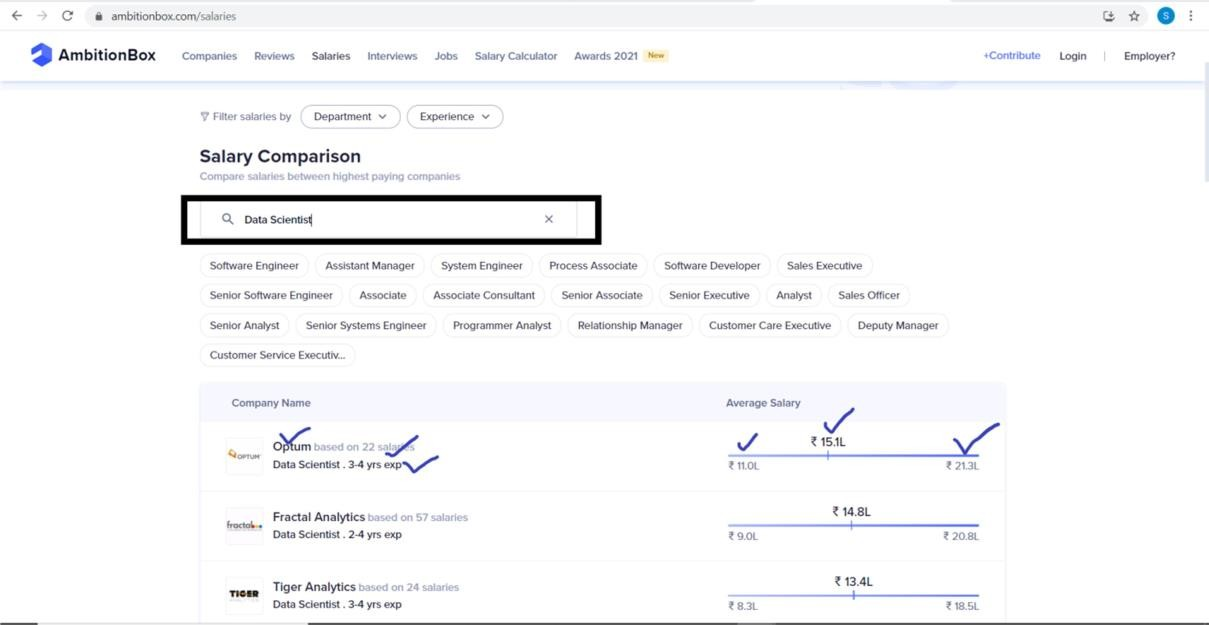 ambitionbox.com/salaries
S
AmbitionBox Companies Reviews Salaries Interviews Jobs Salary Calculator Awards 2021 New +Contribute Login | Employer?
Filter salaries by Department Experience
Salary Comparison
Compare salaries between highest paying companies
Data Scientist
Software Engineer Assistant Manager System Engineer Process Associate Software Developer Sales Executive
Senior Software Engineer Associate Associate Consultant Senior Associate Senior Executive Analyst Sales Officer
Senior Analyst Senior Systems Engineer Programmer Analyst Relationship Manager Customer Care Executive Deputy Manager
Customer Service Executiv...
Company Name Average Salary
OPTUM
Optum based on 22 salaries
Data Scientist . 3-4 yrs exp
₹ 15.1L
₹ 11.0L ₹ 21.3L
fractal
Fractal Analytics based on 57 salaries
Data Scientist . 2-4 yrs exp
₹ 14.8L
₹ 9.0L ₹ 20.8L
TIGER
Tiger Analytics based on 24 salaries
Data Scientist . 3-4 yrs exp
₹ 13.4L
₹ 8.3L ₹ 18.5L